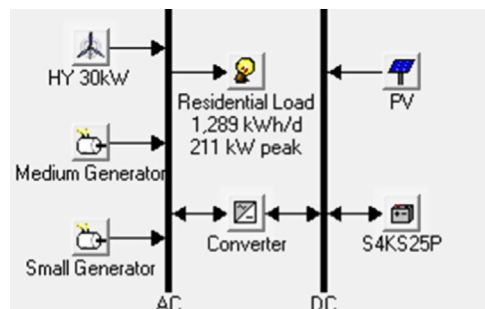 HY 30kW
Residential Load
1,289 kWh/d
211 kW peak
PV
Medium Generator
Converter
S4KS25P
Small Generator
AC
DC